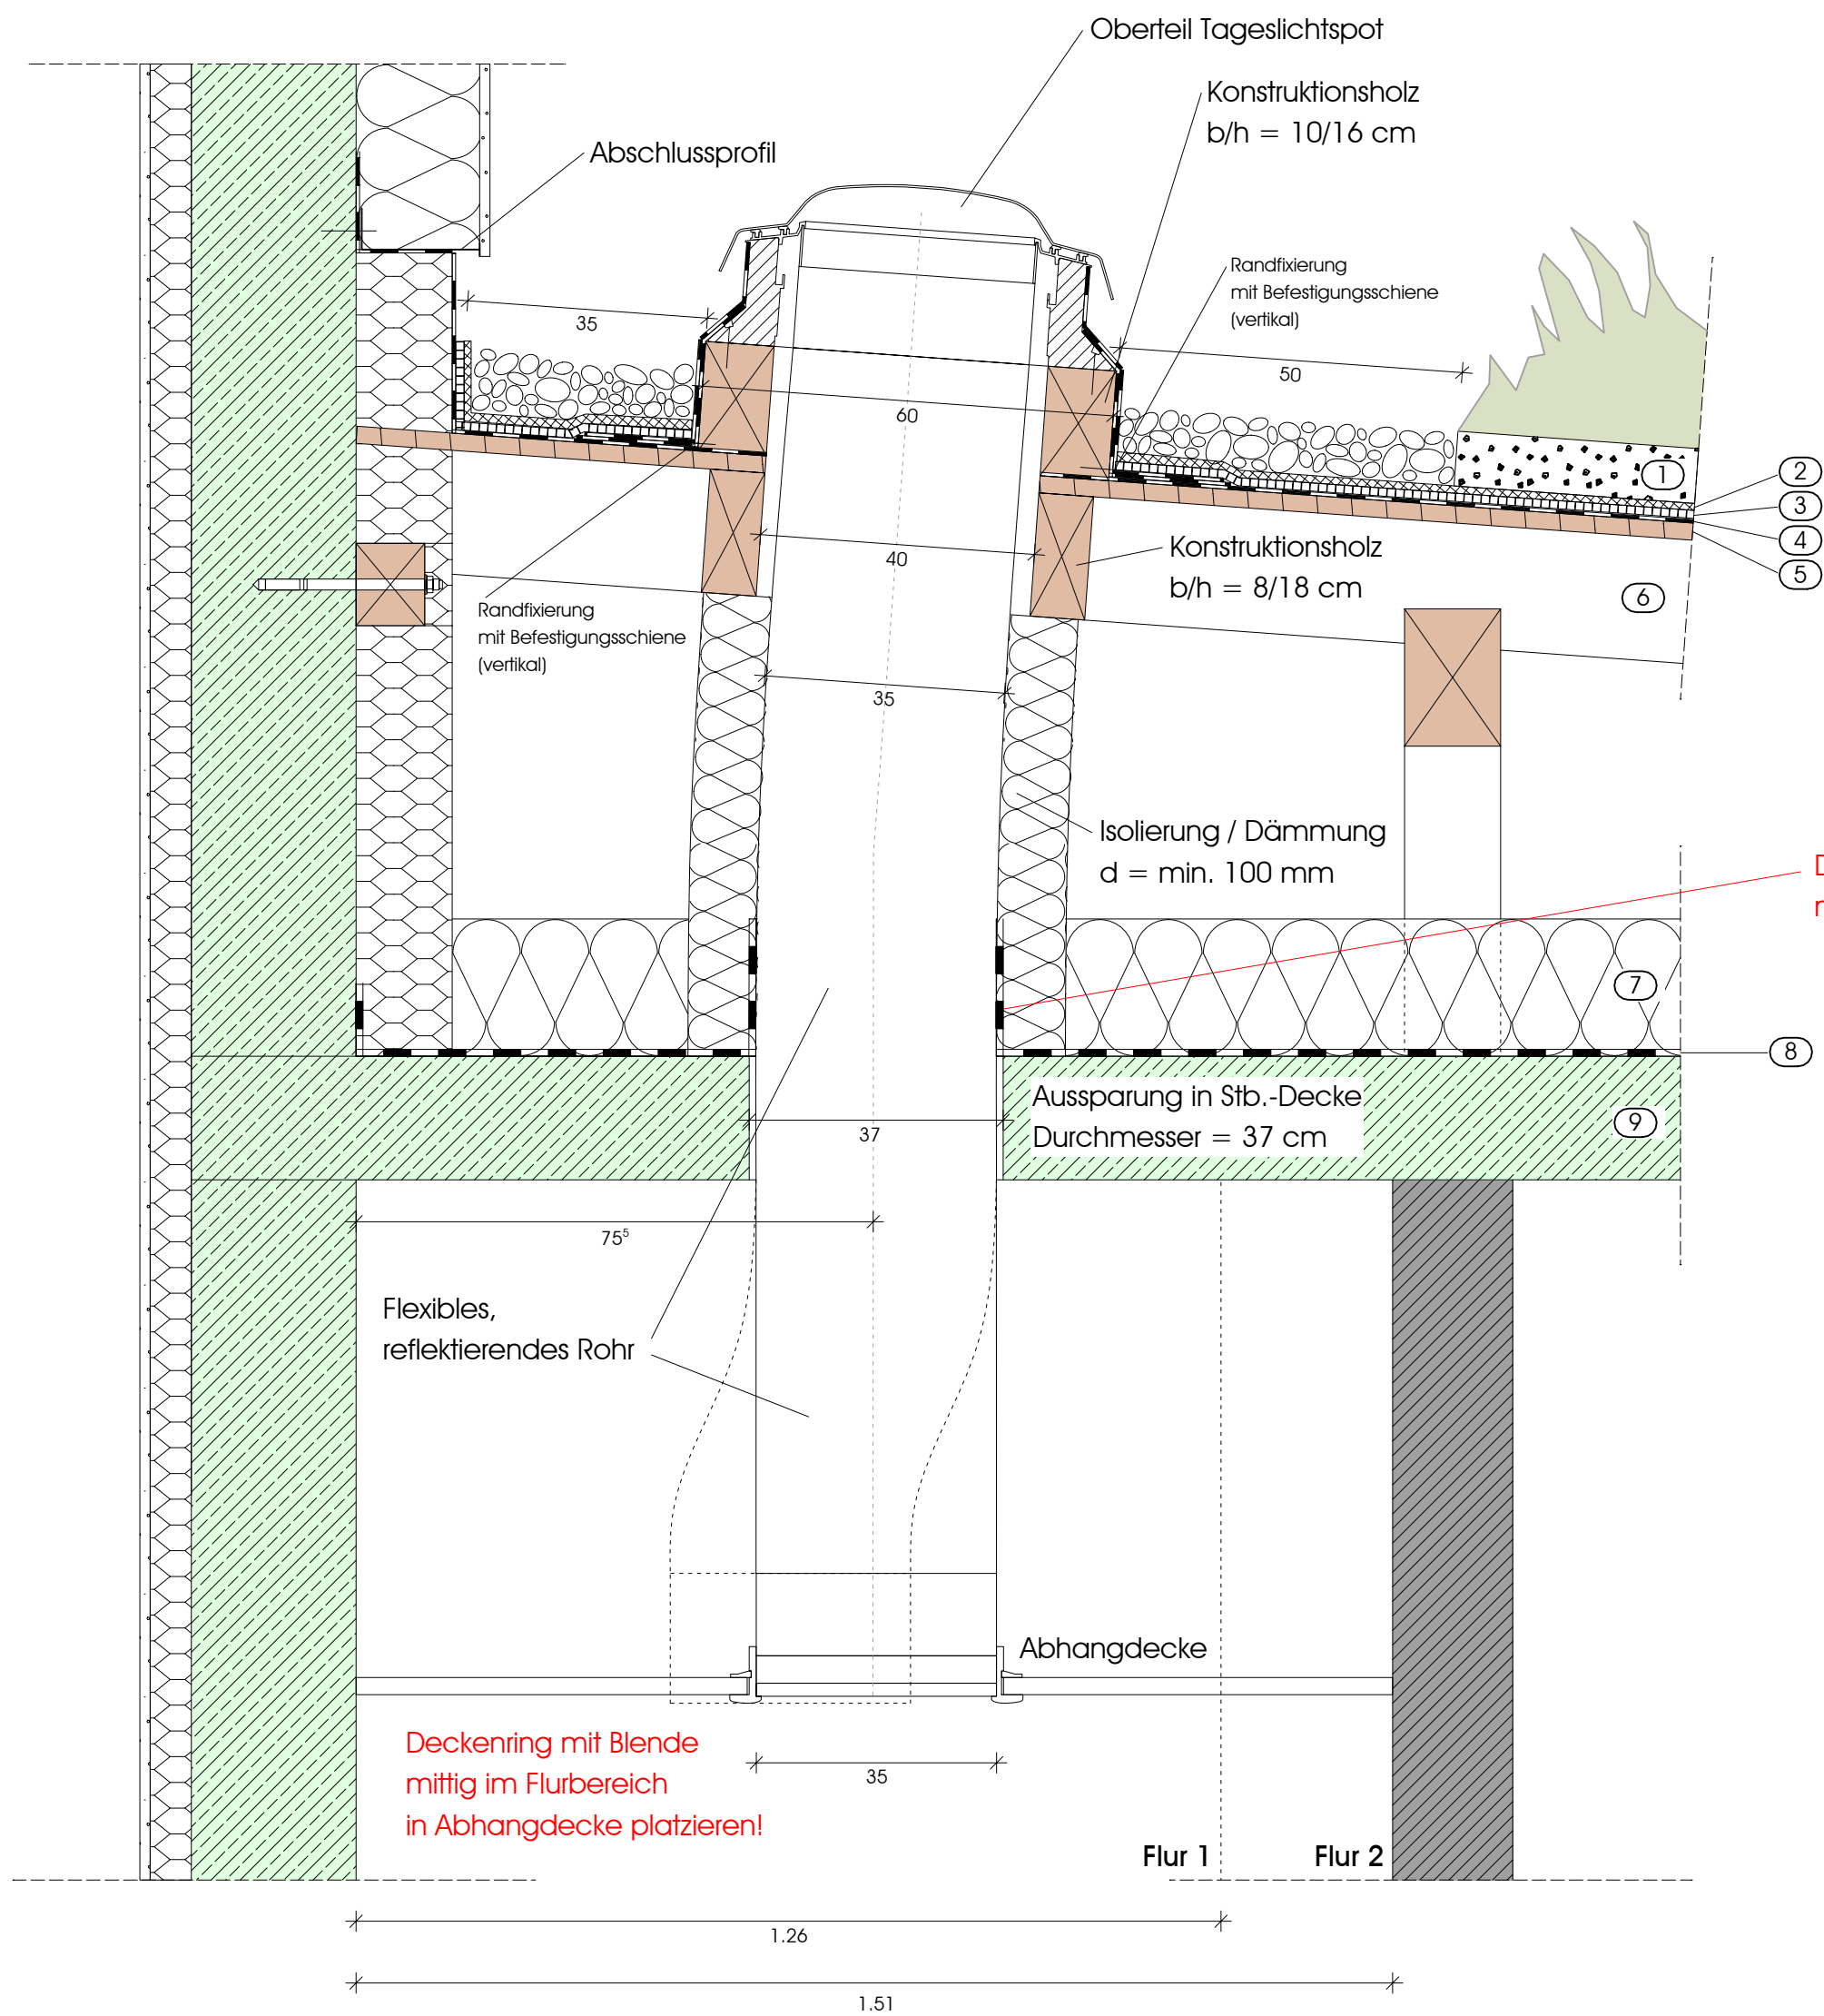 Oberteil Tageslichtspot
Konstruktionsholz
b/h = 10/16 cm
Abschlussprofil
Randfixierung
mit Befestigungsschiene
(vertikal)
35
50
60
1
2
3
4
5
6
40
Konstruktionsholz
b/h = 8/18 cm
Randfixierung
mit Befestigungsschiene
(vertikal)
35
Isolierung / Dämmung
d = min. 100 mm
7
8
Aussparung in Stb.-Decke
Durchmesser = 37 cm
9
37
75⁵
Flexibles,
reflektierendes Rohr
Abhangdecke
Deckenring mit Blende
mittig im Flurbereich
in Abhangdecke platzieren!
35
Flur 1
Flur 2
1.26
1.51